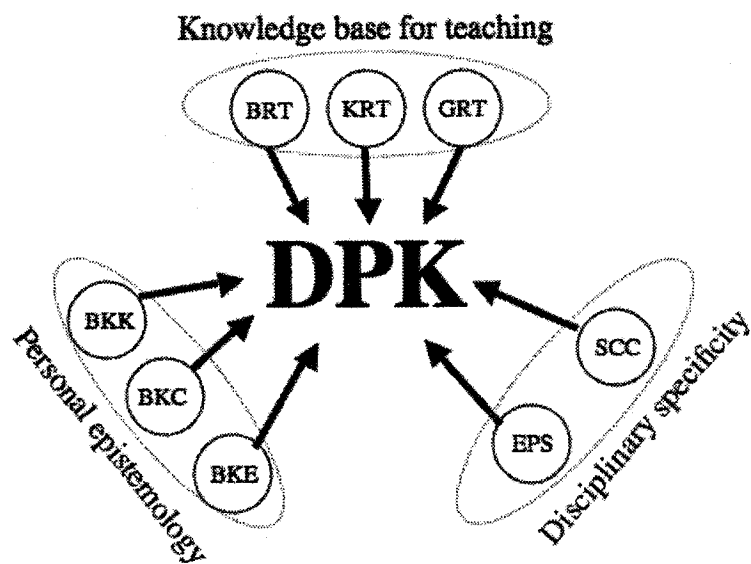 Knowledge base for teaching
BRT KRT GRT
DPK
BKK
BKC
BKE
Personal epistemology
SCC
EPS
Disciplinary specificity